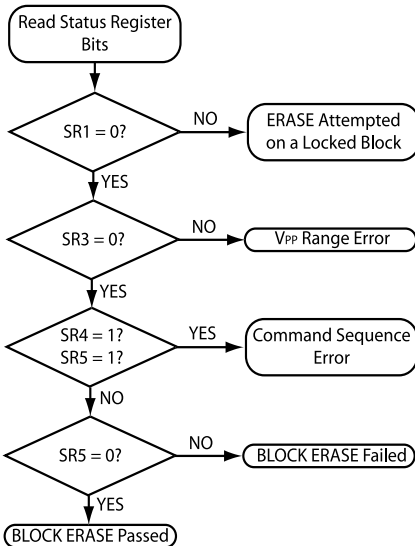 Read Status Register
Bits
SR1 = 0?
NO
ERASE Attempted
on a Locked Block
YES
SR3 = 0?
NO
VPP Range Error
YES
SR4 = 1?
SR5 = 1?
YES
Command Sequence
Error
NO
SR5 = 0?
NO
BLOCK ERASE Failed
YES
BLOCK ERASE Passed